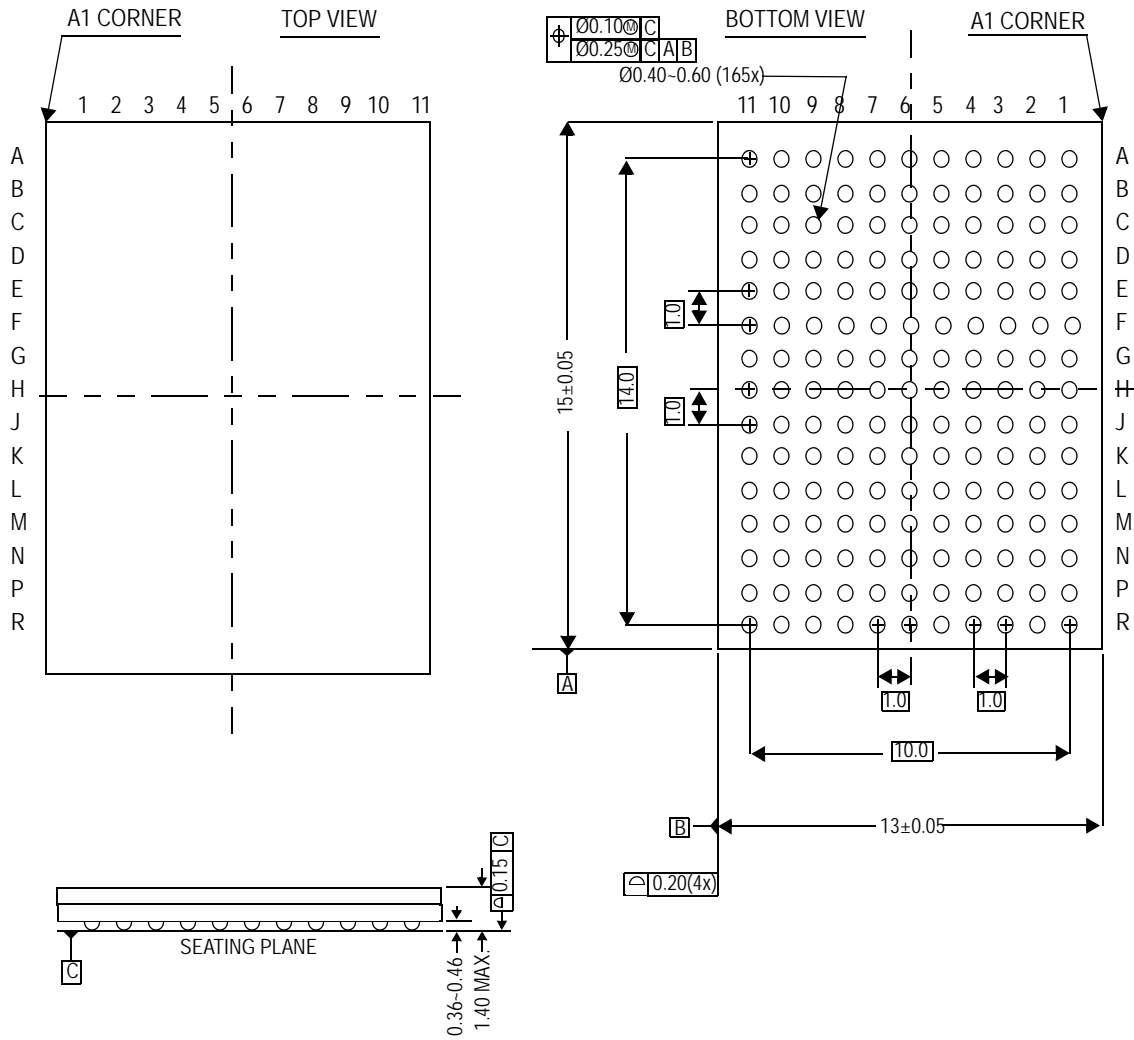 A1 CORNER TOP VIEW
1 2 3 4 5 6 7 8 9 10 11
A
B
C
D
E
F
G
H
J
K
L
M
N
P
R
Ø0.10Ⓜ C
Ø0.25Ⓜ C A B
Ø0.40~0.60 (165x)
BOTTOM VIEW A1 CORNER
11 10 9 8 7 6 5 4 3 2 1
A
B
C
D
E
F
G
H
J
K
L
M
N
P
R
1.0
1.0
15±0.05
14.0
A
1.0 1.0
10.0
B 13±0.05
0.20(4x)
0.15 C
SEATING PLANE
C
0.36~0.46
1.40 MAX.